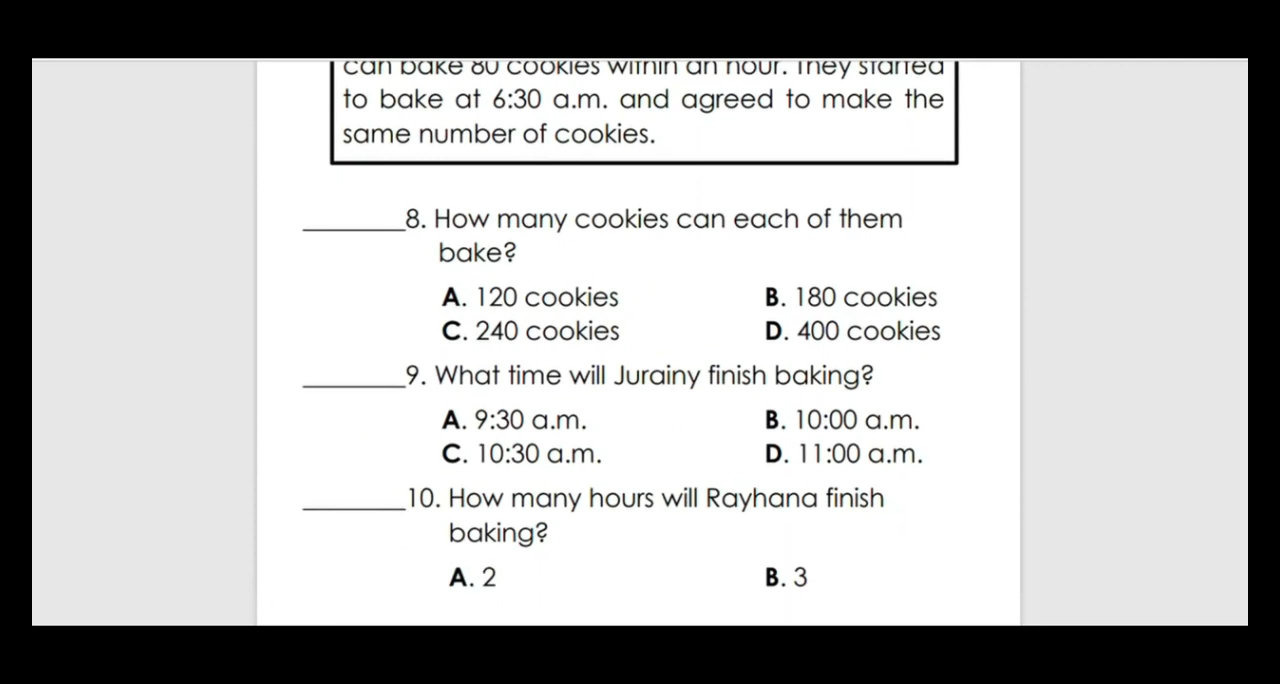 can bake 80 cookies within an hour. They started
to bake at 6:30 a.m. and agreed to make the
same number of cookies.
_______8. How many cookies can each of them
bake?
A. 120 cookies B. 180 cookies
C. 240 cookies D. 400 cookies
_______9. What time will Jurainy finish baking?
A. 9:30 a.m. B. 10:00 a.m.
C. 10:30 a.m. D. 11:00 a.m.
_______10. How many hours will Rayhana finish
baking?
A. 2 B. 3